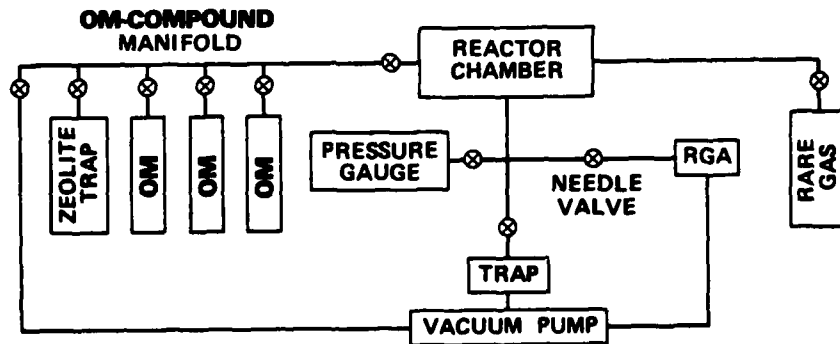 OM-COMPOUND
MANIFOLD
REACTOR
CHAMBER
PRESSURE
GAUGE
RGA
NEEDLE
VALVE
ZEOLITE
TRAP
OM
OM
OM
RARE
GAS
TRAP
VACUUM PUMP